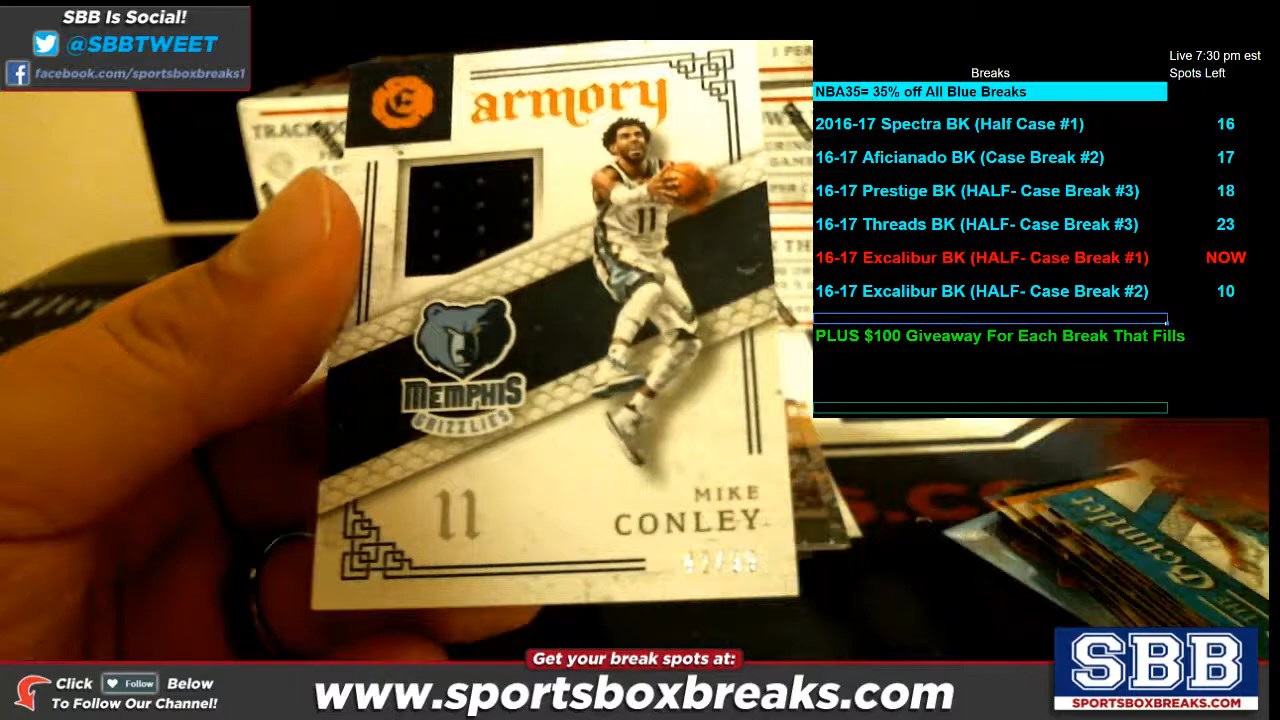 SBB Is Social!
@SBBTWEET
facebook.com/sportsboxbreaks1
armory
11
MEMPHIS
GRIZZLIES
11
MIKE
CONLEY
Live 7:30 pm est
Breaks
Spots Left
NBA35= 35% off All Blue Breaks
2016-17 Spectra BK (Half Case #1) 16
16-17 Aficianado BK (Case Break #2) 17
16-17 Prestige BK (HALF- Case Break #3) 18
16-17 Threads BK (HALF- Case Break #3) 23
16-17 Excalibur BK (HALF- Case Break #1) NOW
16-17 Excalibur BK (HALF- Case Break #2) 10
PLUS $100 Giveaway For Each Break That Fills
THE
Get your break spots at:
Click Follow Below
To Follow Our Channel!
www.sportsboxbreaks.com
SBB
SPORTSBOXBREAKS.COM